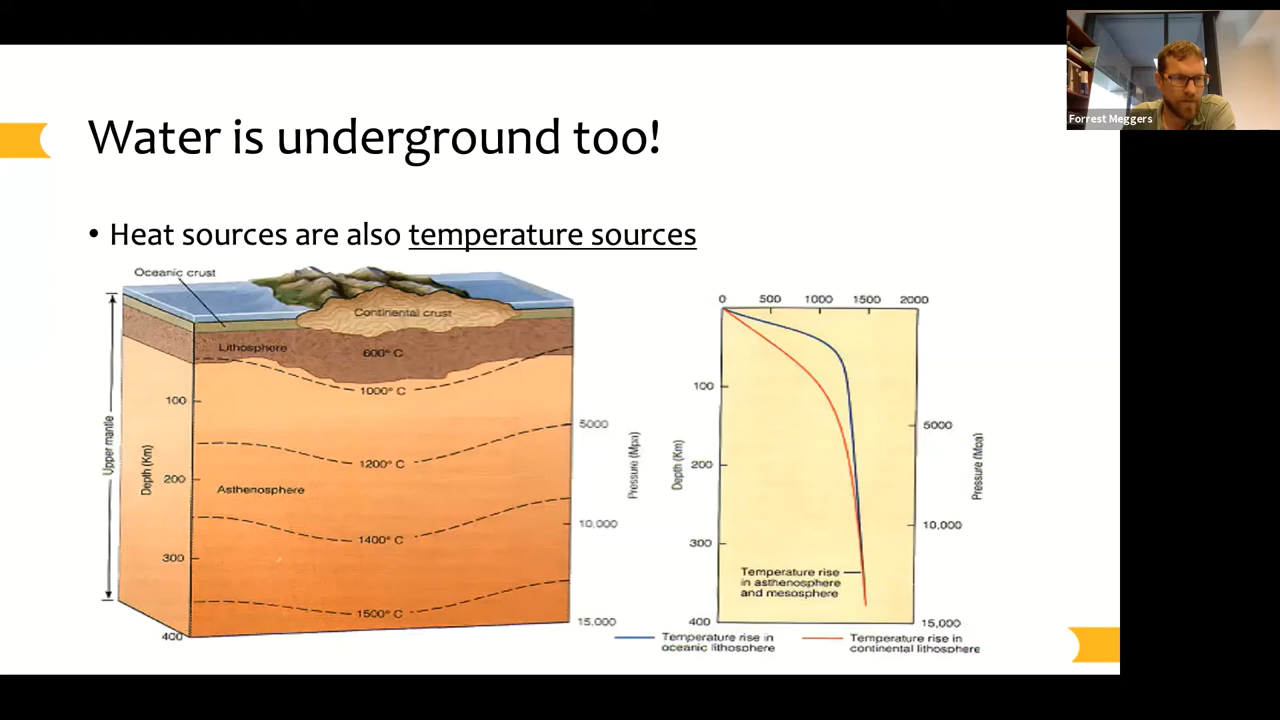 Forrest Meggers
Water is underground too!
• Heat sources are also temperature sources
Oceanic crust
Continental crust
Lithosphere
600° C
1000° C
100
5000
Upper mantle
Depth (Km)
Pressure (Mpa)
1200° C
200
Asthenosphere
10,000
1400° C
300
1500° C
15.000
400
0 500 1000 1500 2000
100
5000
Depth (Km)
Pressure (Mpa)
200
10,000
300
Temperature rise
in asthenosphere
and mesosphere
400
15,000
Temperature rise in
oceanic lithosphere
Temperature rise in
continental lithosphere